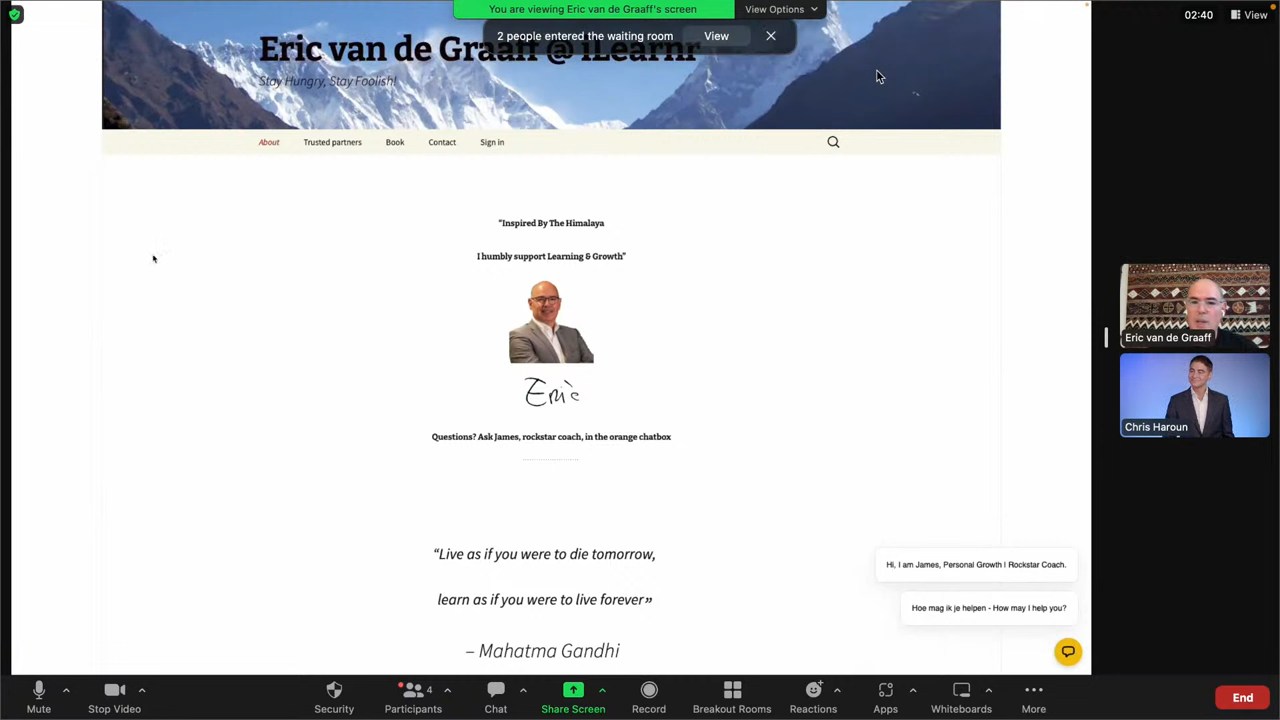 You are viewing Eric van de Graaff's screen
View Options
02:40
View
2 people entered the waiting room
View
Eric van de Graaff @ iLearnr
Stay Hungry, Stay Foolish!
About
Trusted partners
Book
Contact
Sign in
"Inspired By The Himalaya
I humbly support Learning & Growth"
Eric
Questions? Ask James, rockstar coach, in the orange chatbox
“Live as if you were to die tomorrow,
learn as if you were to live forever»
– Mahatma Gandhi
Hi, I am James, Personal Growth | Rockstar Coach.
Hoe mag ik je helpen - How may I help you?
Eric van de Graaff
Chris Haroun
Mute
Stop Video
Security
4
Participants
Chat
Share Screen
Record
Breakout Rooms
Reactions
Apps
Whiteboards
More
End